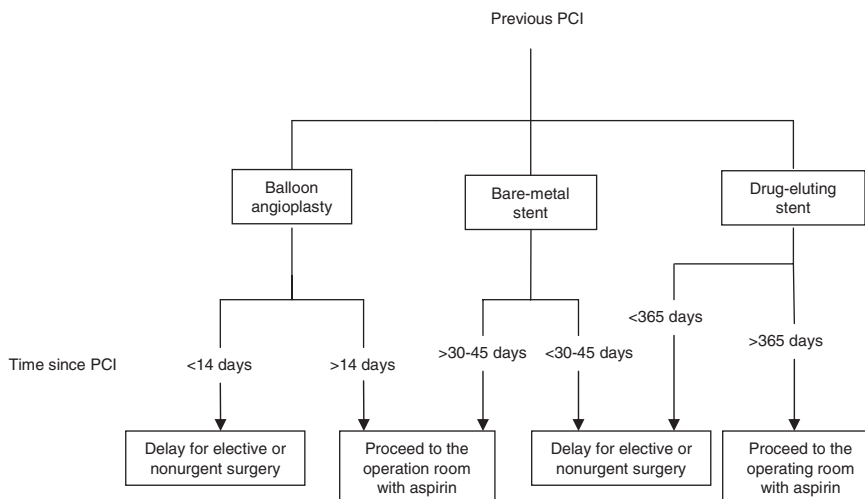 Previous PCI
Balloon
angioplasty
Bare-metal
stent
Drug-eluting
stent
Time since PCI
<14 days
>14 days
>30-45 days
<30-45 days
<365 days
>365 days
Delay for elective or
nonurgent surgery
Proceed to the
operation room
with aspirin
Delay for elective or
nonurgent surgery
Proceed to the
operating room
with aspirin